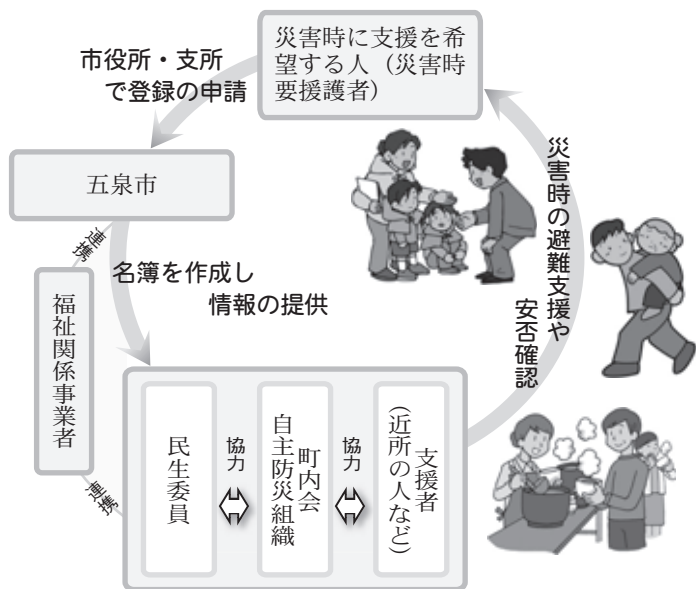 災害時に支援を希
望する人（災害時
要援護者）
市役所・支所
で登録の申請
五泉市
連携
名簿を作成し
情報の提供
福祉関係事業者
連携
民生委員
協力
町内会
自主防災組織
協力
支援者
（近所の人など）
災害時の避難支援や
安否確認